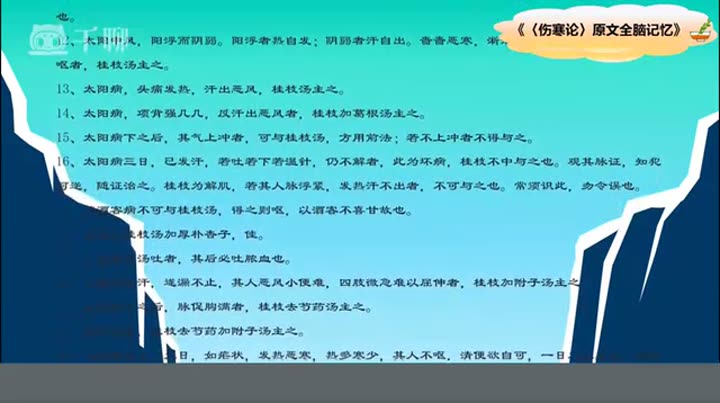 千聊
《〈伤寒论〉原文全脑记忆》
也。
12、太阳中风，阳浮而阴弱。阳浮者热自发；阴弱者汗自出。啬啬恶寒，淅
呕者，桂枝汤主之。
13、太阳病，头痛发热，汗出恶风，桂枝汤主之。
14、太阳病，项背强几几，反汗出恶风者，桂枝加葛根汤主之。
15、太阳病下之后，其气上冲者，可与桂枝汤，方用前法；若不上冲者不得与之。
16、太阳病三日，已发汗，若吐若下若温针，仍不解者，此为坏病，桂枝不中与之也。观其脉证，知犯
何逆，随证治之。桂枝为解肌，若其人脉浮紧，发热汗不出者，不可与之也。常须识此，勿令误也。
酒客病不可与桂枝汤，得之则呕，以酒客不喜甘故也。
桂枝汤加厚朴杏子，佳。
汤吐者，其后必吐脓血也。
汗，遂漏不止，其人恶风小便难，四肢微急难以屈伸者，桂枝加附子汤主之
之后，脉促胸满者，桂枝去芍药汤主之。
枝去芍药加附子汤主之。
日，如疟状，发热恶寒，热多寒少，其人不呕，清便欲自可，一日